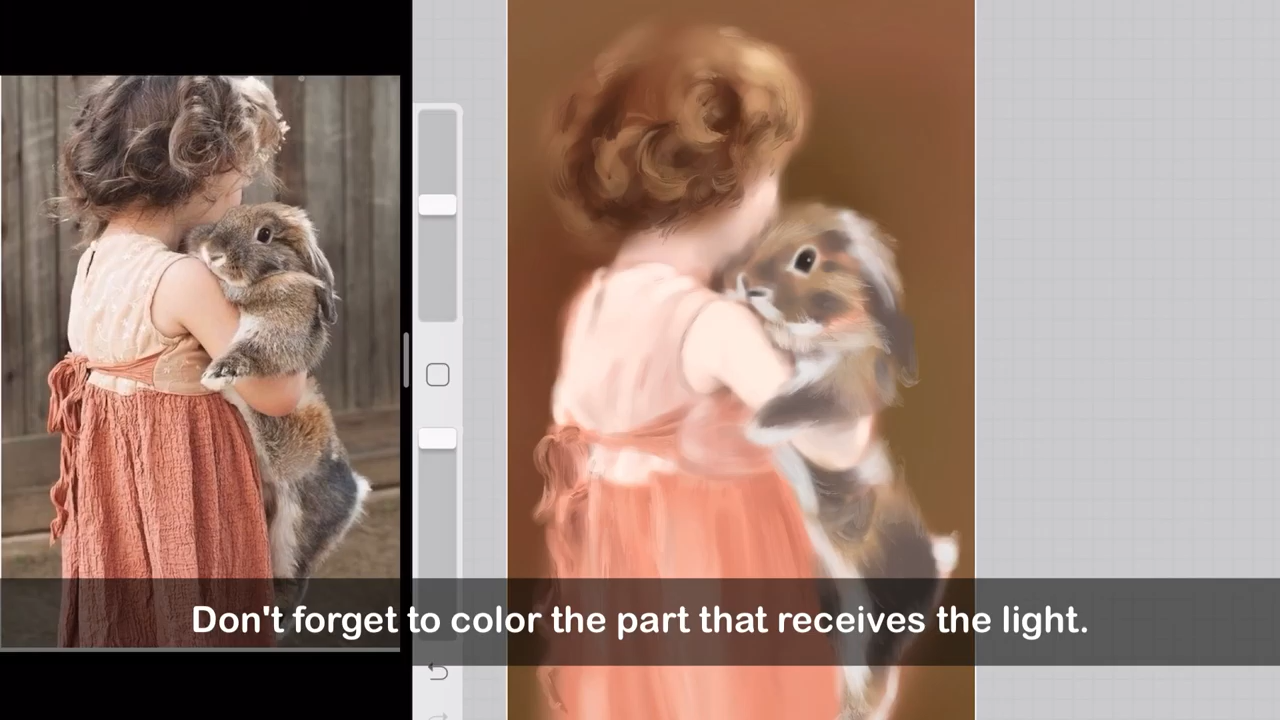 Don't forget to color the part that receives the light.